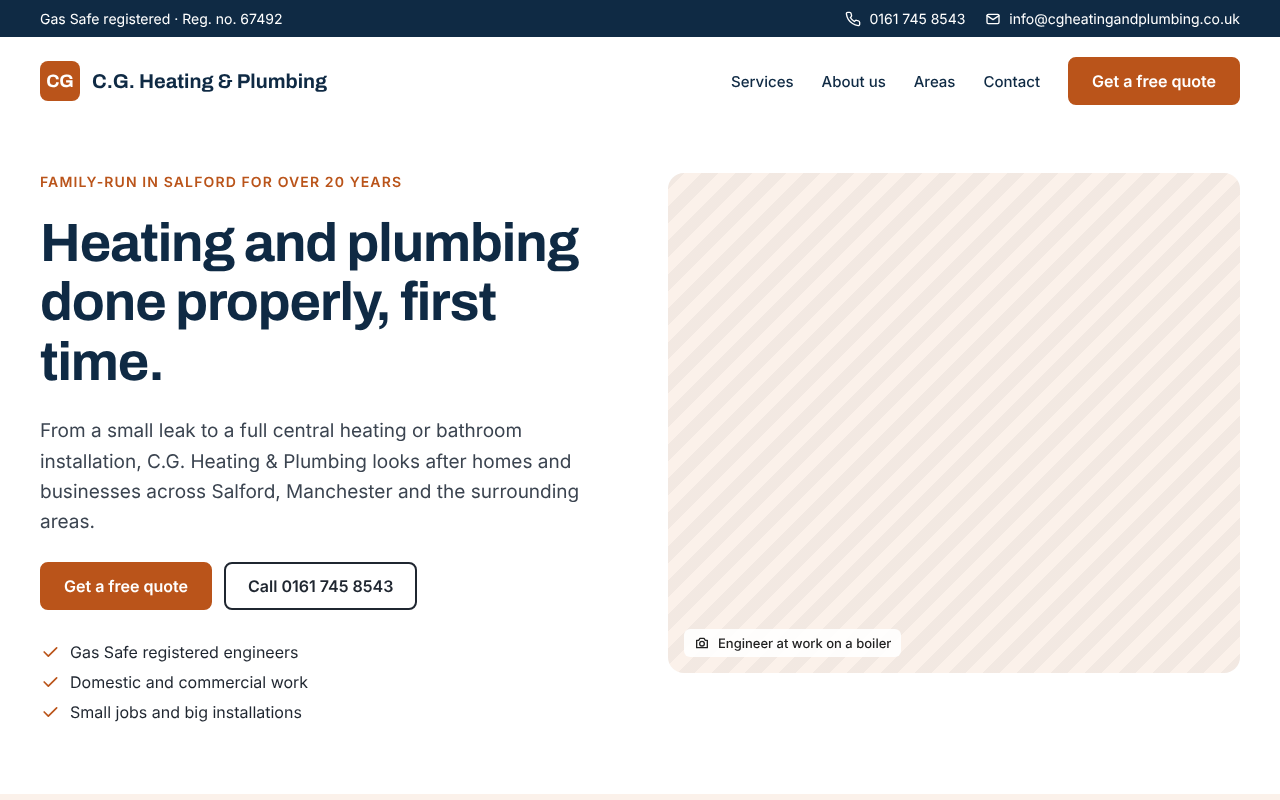 Gas Safe registered · Reg. no. 67492
0161 745 8543
info@cgheatingandplumbing.co.uk
CG
C.G. Heating & Plumbing
Services
About us
Areas
Contact
Get a free quote
FAMILY-RUN IN SALFORD FOR OVER 20 YEARS
Heating and plumbing
done properly, first
time.
From a small leak to a full central heating or bathroom
installation, C.G. Heating & Plumbing looks after homes and
businesses across Salford, Manchester and the surrounding
areas.
Get a free quote
Call 0161 745 8543
Gas Safe registered engineers
Domestic and commercial work
Small jobs and big installations
Engineer at work on a boiler